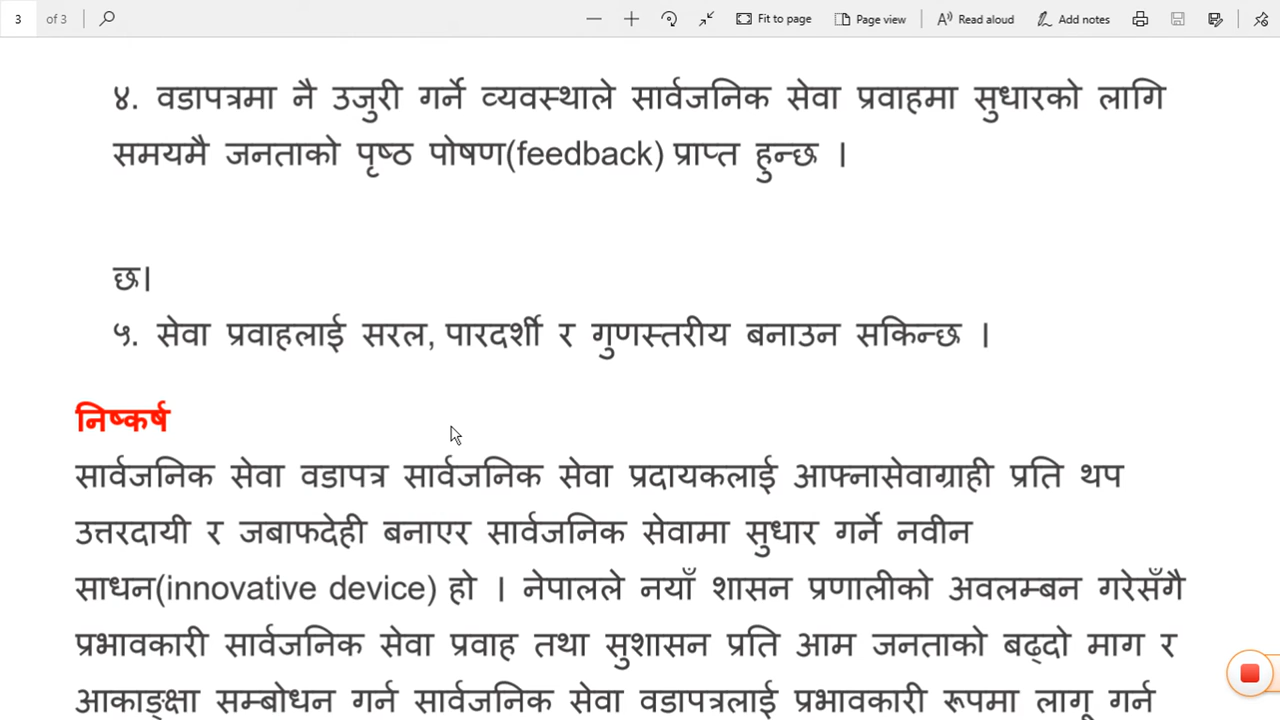 3 of 3 Fit to page Page view Read aloud Add notes
४. वडापत्रमा नै उजुरी गर्ने व्यवस्थाले सार्वजनिक सेवा प्रवाहमा सुधारको लागि
समयमै जनताको पृष्ठ पोषण(feedback) प्राप्त हुन्छ ।
छ।
५. सेवा प्रवाहलाई सरल, पारदर्शी र गुणस्तरीय बनाउन सकिन्छ ।
निष्कर्ष
सार्वजनिक सेवा वडापत्र सार्वजनिक सेवा प्रदायकलाई आफ्नासेवाग्राही प्रति थप
उत्तरदायी र जबाफदेही बनाएर सार्वजनिक सेवामा सुधार गर्ने नवीन
साधन(innovative device) हो । नेपालले नयाँ शासन प्रणालीको अवलम्बन गरेसँगै
प्रभावकारी सार्वजनिक सेवा प्रवाह तथा सुशासन प्रति आम जनताको बढ्दो माग र
आकाङ्क्षा सम्बोधन गर्न सार्वजनिक सेवा वडापत्रलाई प्रभावकारी रूपमा लागू गर्न